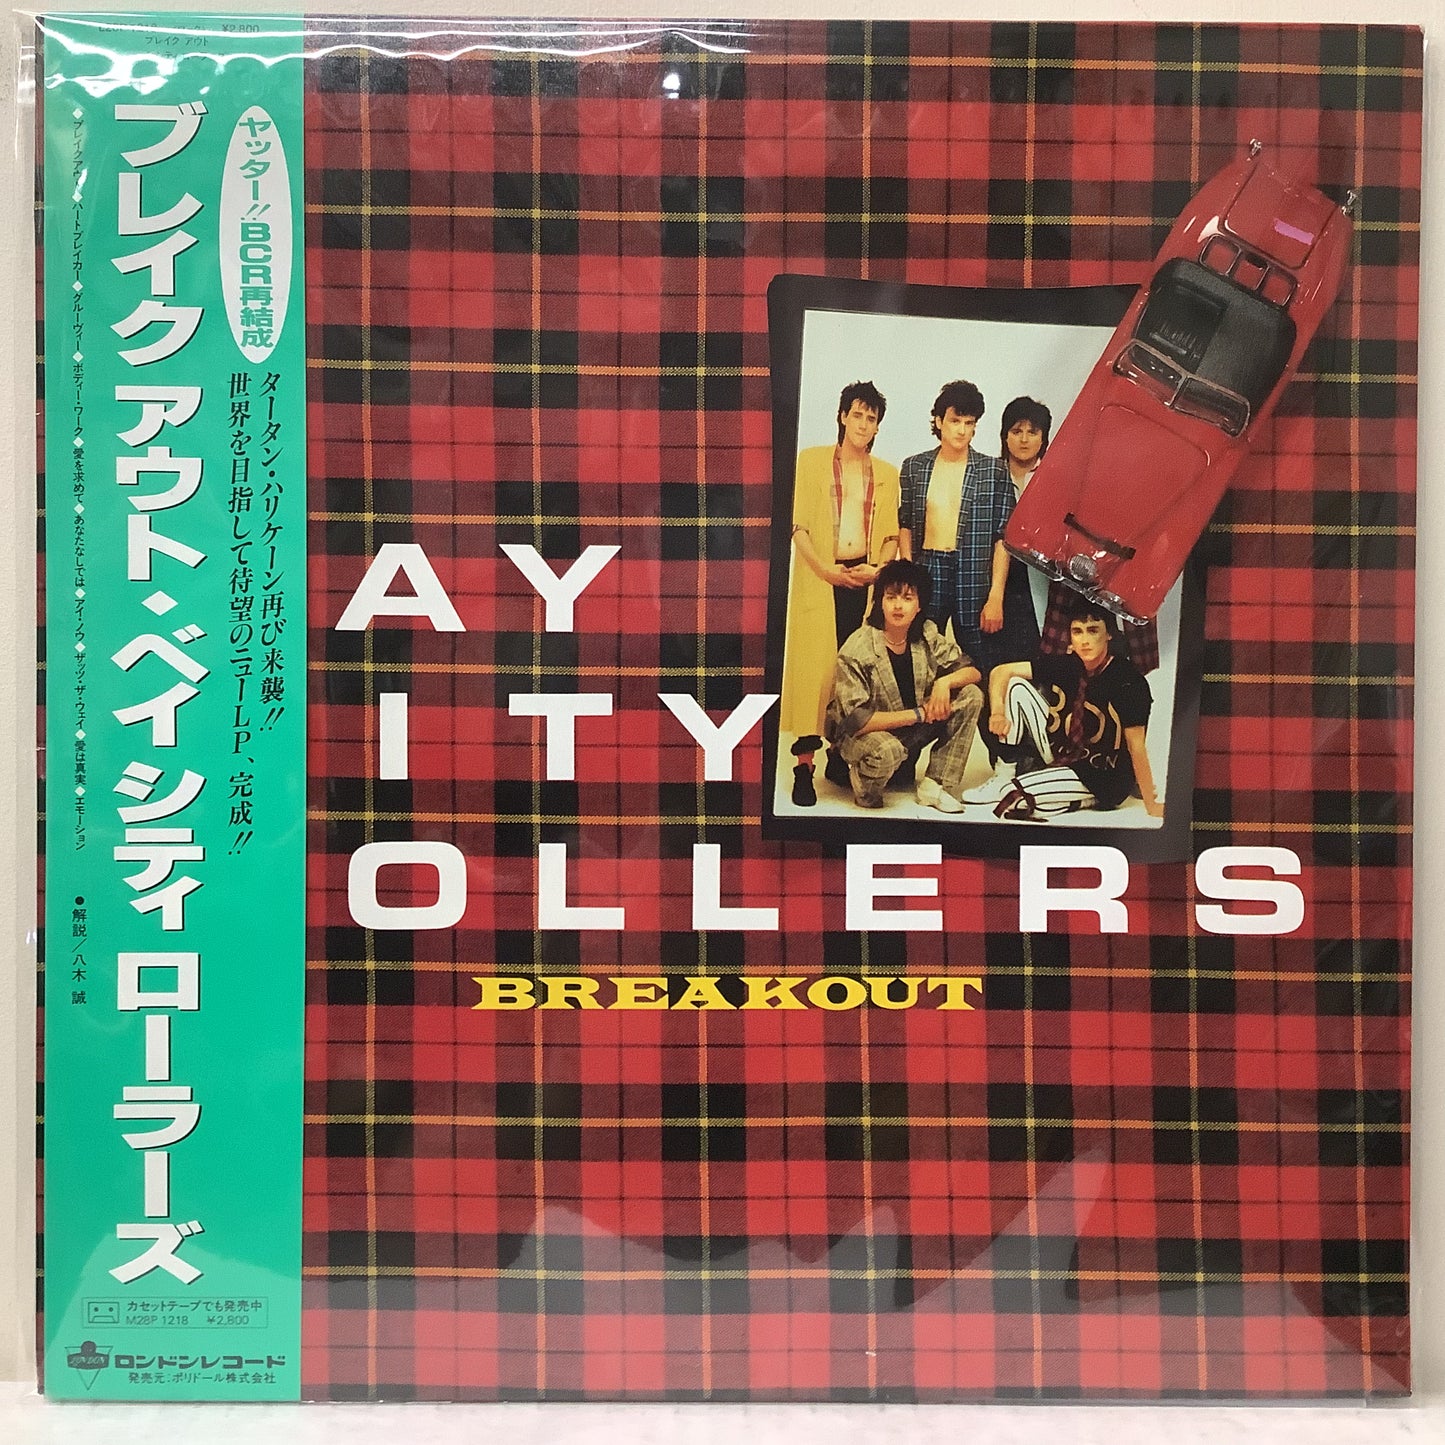 ¥2,800
ブレイク アウト
ブレイク アウト・ベイ シティ ローラーズ
ヤッター!!BCR再結成
タータン・ハリケーン再び来襲!!
世界を目指して待望のニューLP、完成!!
◆ブレイクアウト◆ハートブレイカー◆グルーヴィー◆ボディー・ワーク◆愛を求めて◆あなたなしでは◆アイ・ノウ◆ザッツ・ザ・ウェイ◆愛は真実◆エモーション
●解説/八木 誠
カセットテープでも発売中
M28P 1218 ¥2,800
LONDON
ロンドンレコード
発売元:ポリドール株式会社
AY
ITY
OLLERS
BREAKOUT